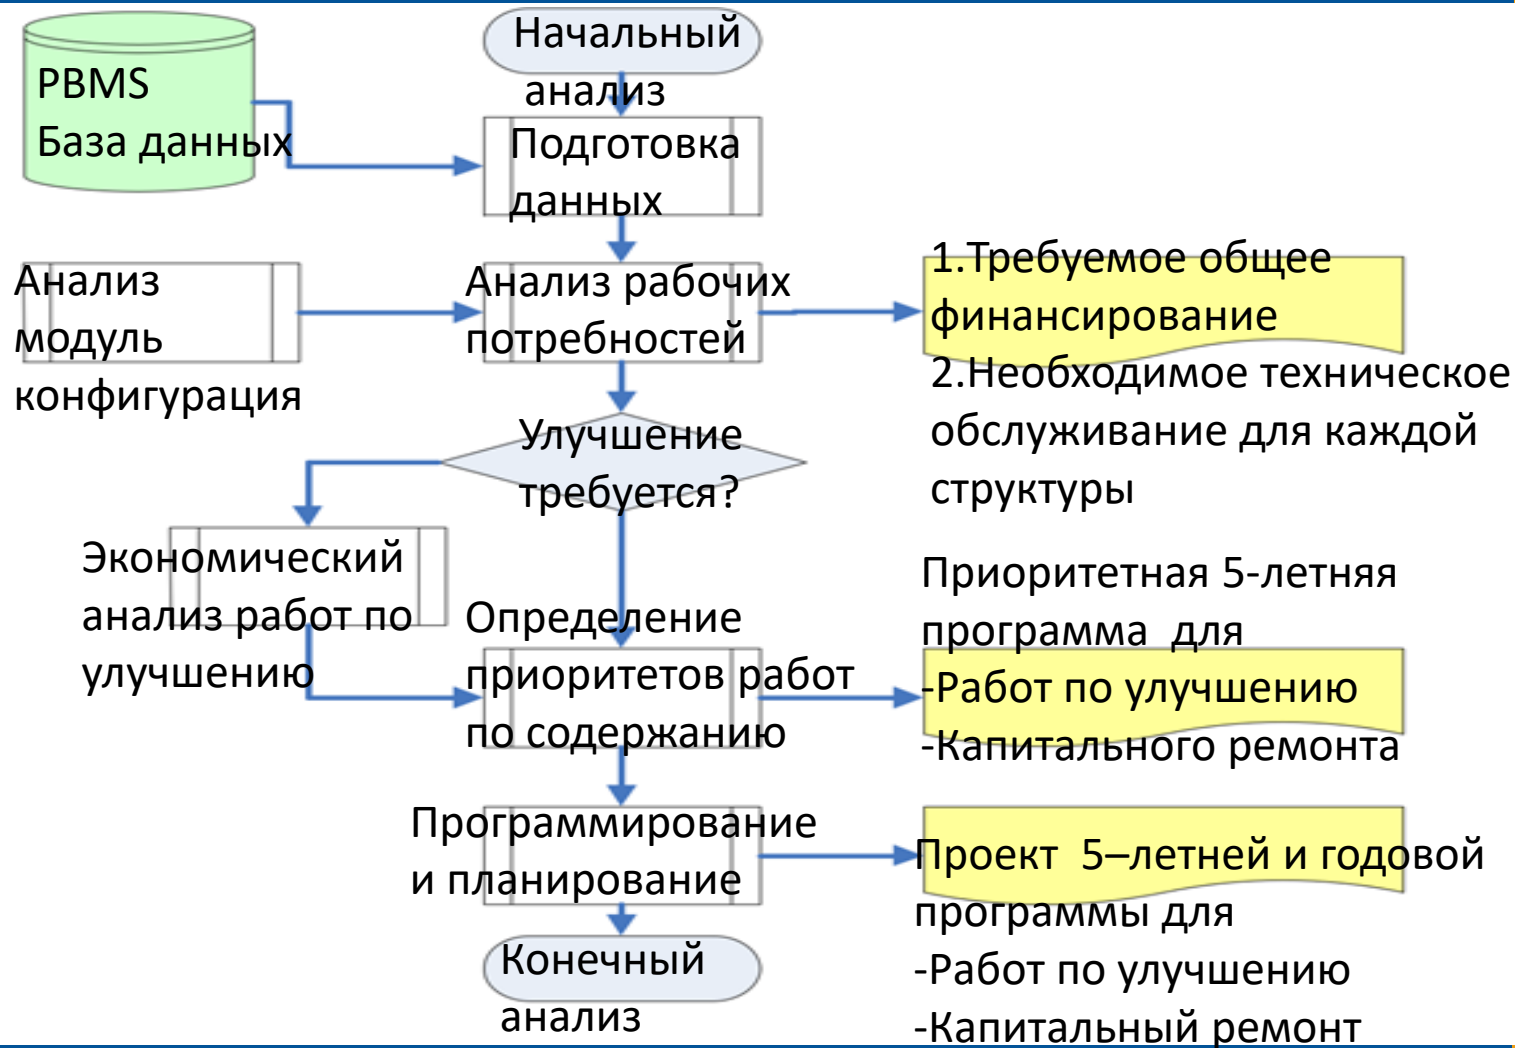 Начальный
анализ
PBMS
База данных
Подготовка
данных
Анализ
модуль
конфигурация
Анализ рабочих
потребностей
1.Требуемое общее
финансирование
2.Необходимое техническое
обслуживание для каждой
структуры
Улучшение
требуется?
Экономический
анализ работ по
улучшению
Определение
приоритетов работ
по содержанию
Приоритетная 5-летняя
программа для
-Работ по улучшению
-Капитального ремонта
Программирование
и планирование
Проект 5–летней и годовой
программы для
-Работ по улучшению
-Капитальный ремонт
Конечный
анализ